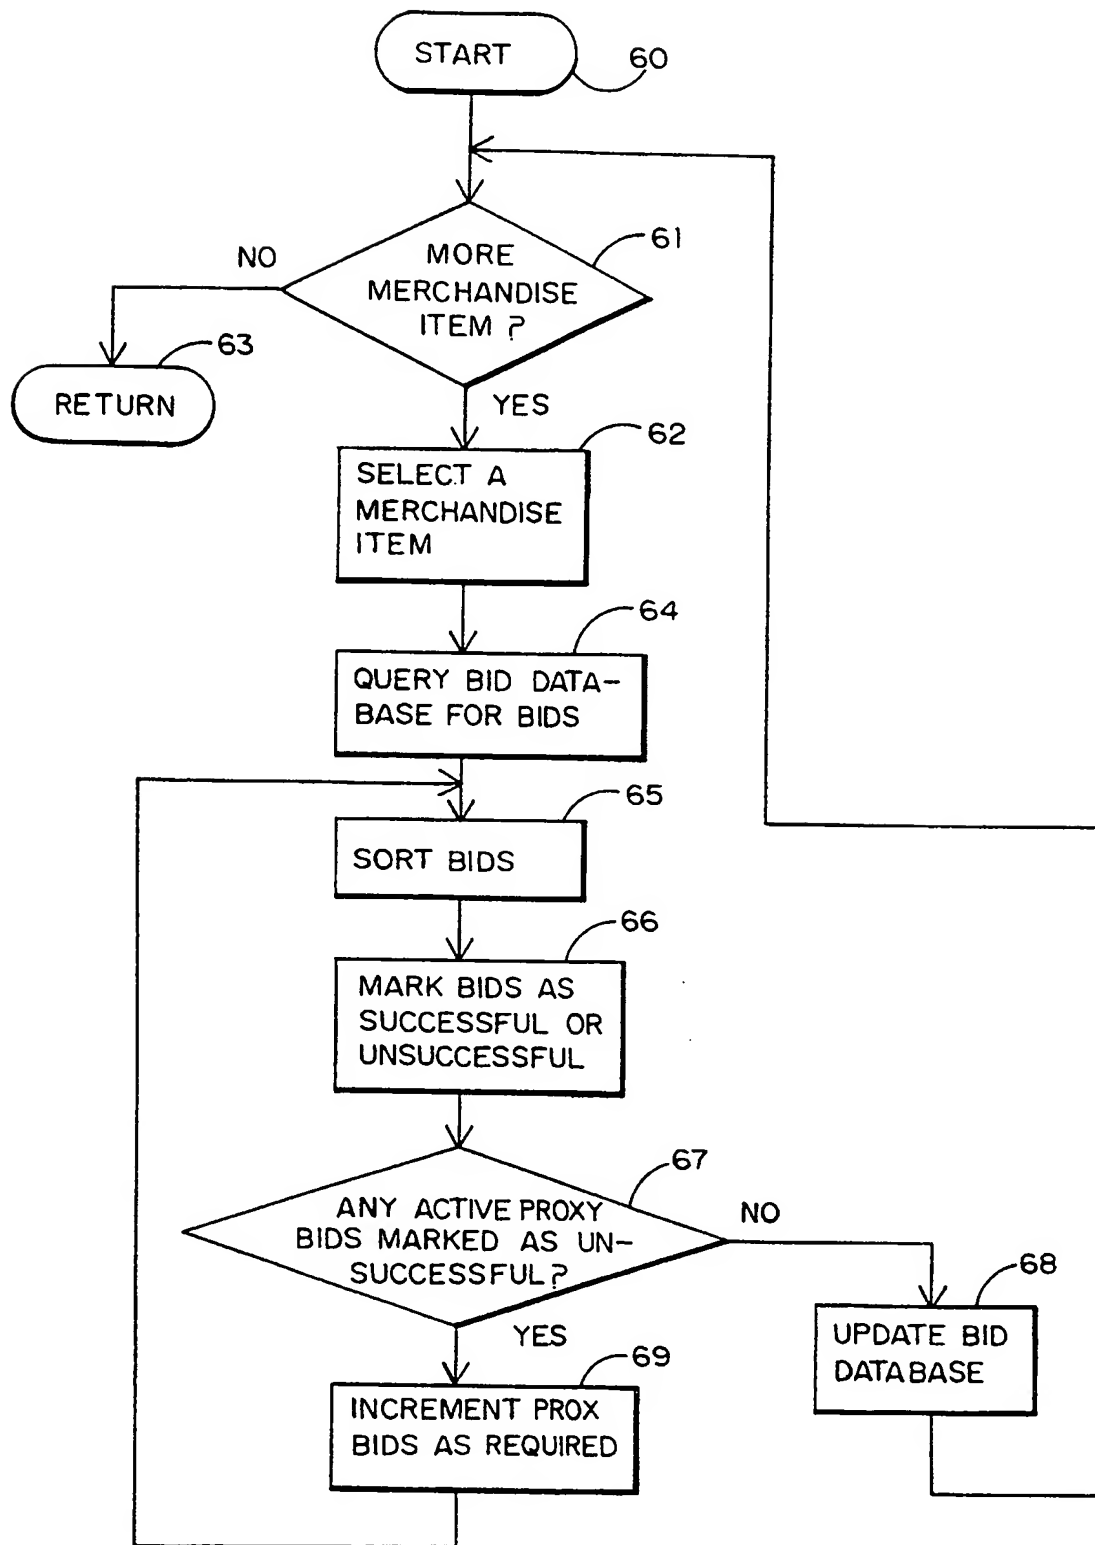 START
60
MORE
MERCHANDISE
ITEM ?
61
NO
63
RETURN
YES
62
SELECT A
MERCHANDISE
ITEM
64
QUERY BID DATA-
BASE FOR BIDS
65
SORT BIDS
66
MARK BIDS AS
SUCCESSFUL OR
UNSUCCESSFUL
67
ANY ACTIVE PROXY
BIDS MARKED AS UN-
SUCCESSFUL?
NO
68
UPDATE BID
DATABASE
YES
69
INCREMENT PROX
BIDS AS REQUIRED